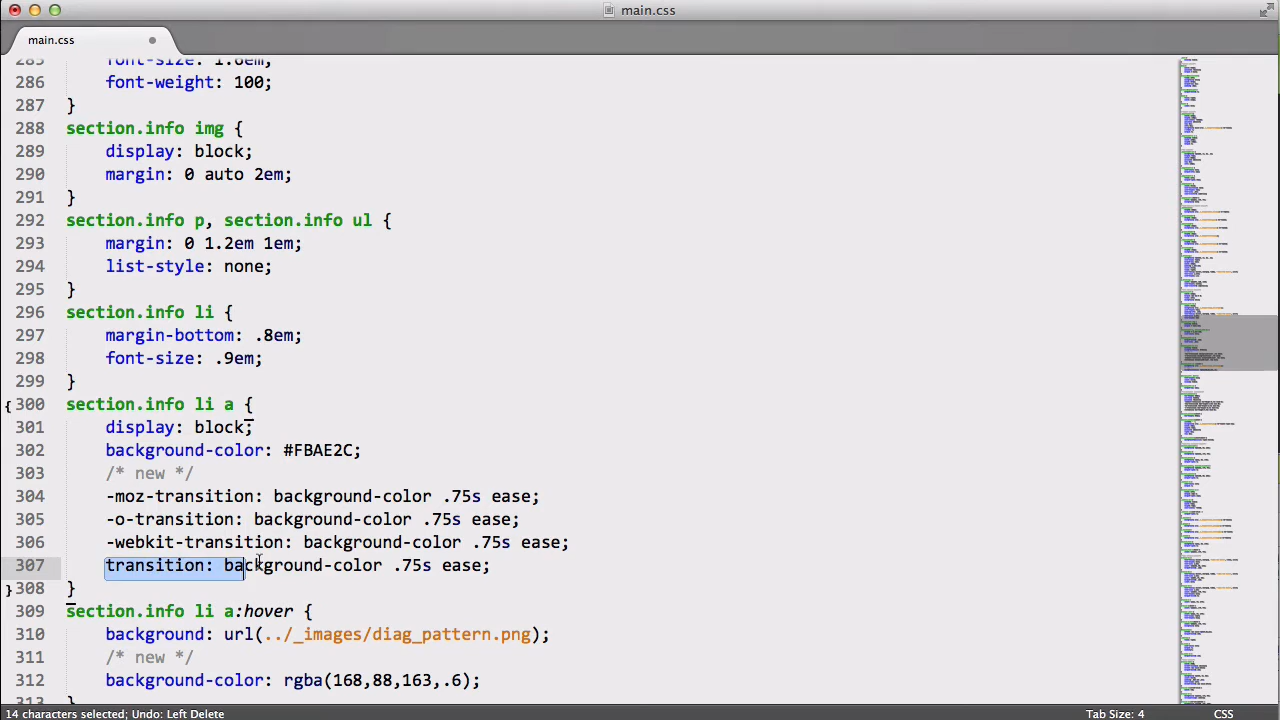 main.css
main.css
285 font-size: 1.6em;
286 font-weight: 100;
287 }
288 section.info img {
289 display: block;
290 margin: 0 auto 2em;
291 }
292 section.info p, section.info ul {
293 margin: 0 1.2em 1em;
294 list-style: none;
295 }
296 section.info li {
297 margin-bottom: .8em;
298 font-size: .9em;
299 }
{ 300 section.info li a {
301 display: block;
302 background-color: #FBAE2C;
303 /* new */
304 -moz-transition: background-color .75s ease;
305 -o-transition: background-color .75s ease;
306 -webkit-transition: background-color .75s ease;
307 transition: background-color .75s ease;
} 308 }
309 section.info li a:hover {
310 background: url(../_images/diag_pattern.png);
311 /* new */
312 background-color: rgba(168,88,163,.6);
313 }
14 characters selected; Undo: Left Delete
Tab Size: 4
CSS